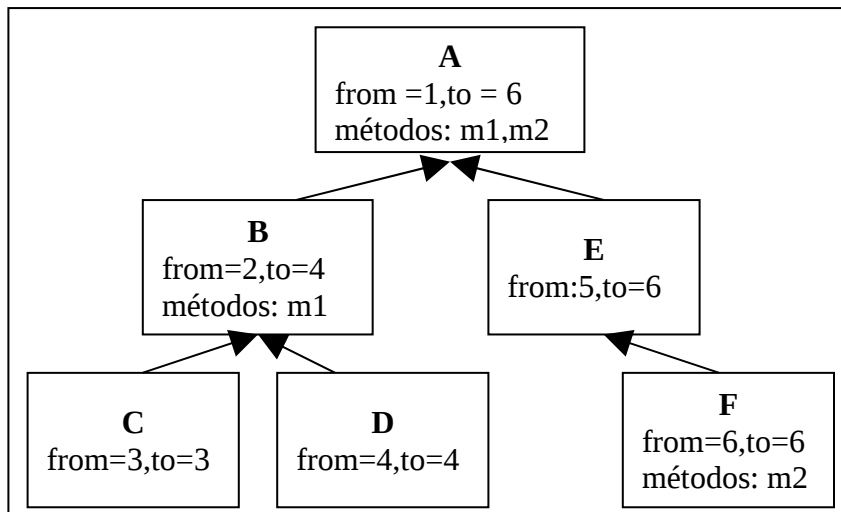 A
from =1,to = 6
métodos: m1,m2
B
from=2,to=4
métodos: m1
E
from:5,to=6
C
from=3,to=3
D
from=4,to=4
F
from=6,to=6
métodos: m2